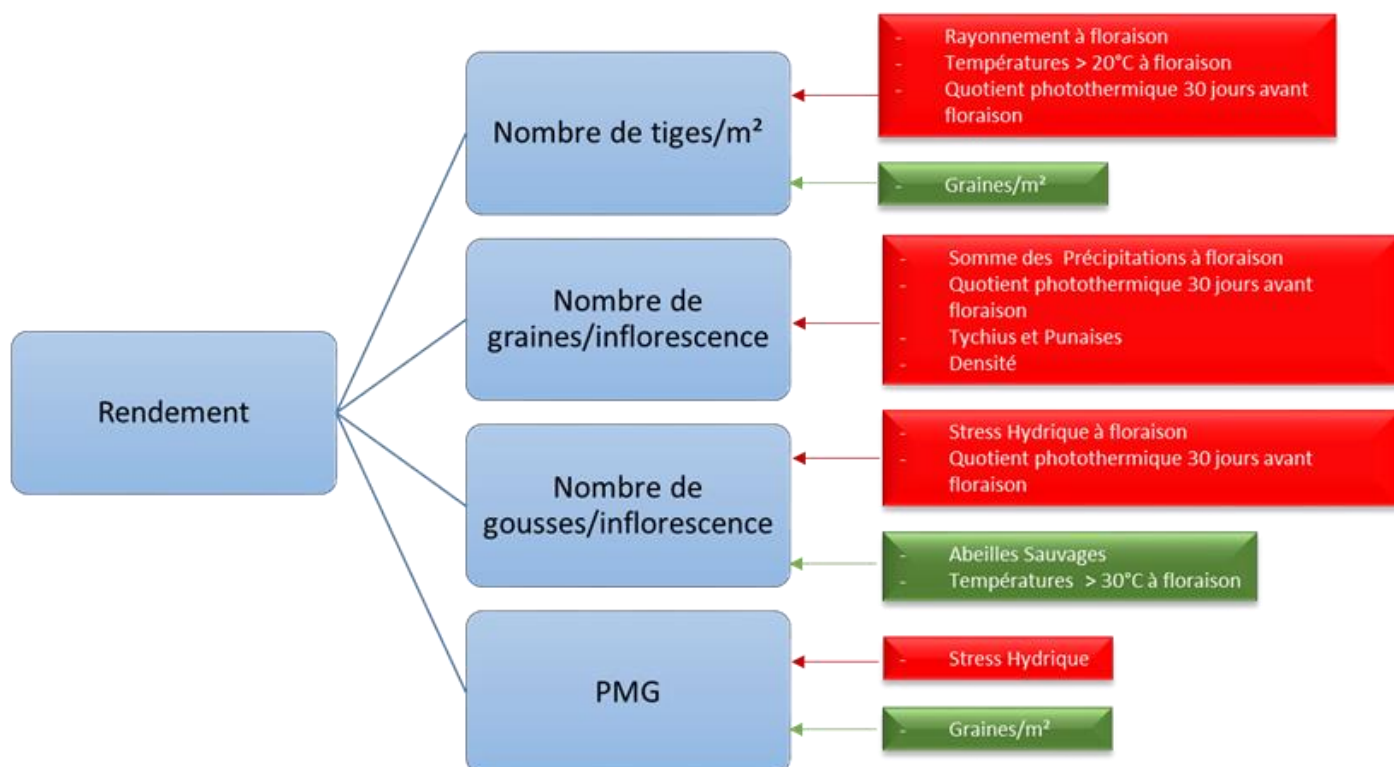 Rendement
Nombre de tiges/m²
- Rayonnement à floraison
- Températures > 20°C à floraison
- Quotient photothermique 30 jours avant
floraison
- Graines/m²
Nombre de
graines/inflorescence
- Somme des Précipitations à floraison
- Quotient photothermique 30 jours avant
floraison
- Tychius et Punaises
- Densité
Nombre de
gousses/inflorescence
- Stress Hydrique à floraison
- Quotient photothermique 30 jours avant
floraison
- Abeilles Sauvages
- Températures > 30°C à floraison
PMG
- Stress Hydrique
- Graines/m²